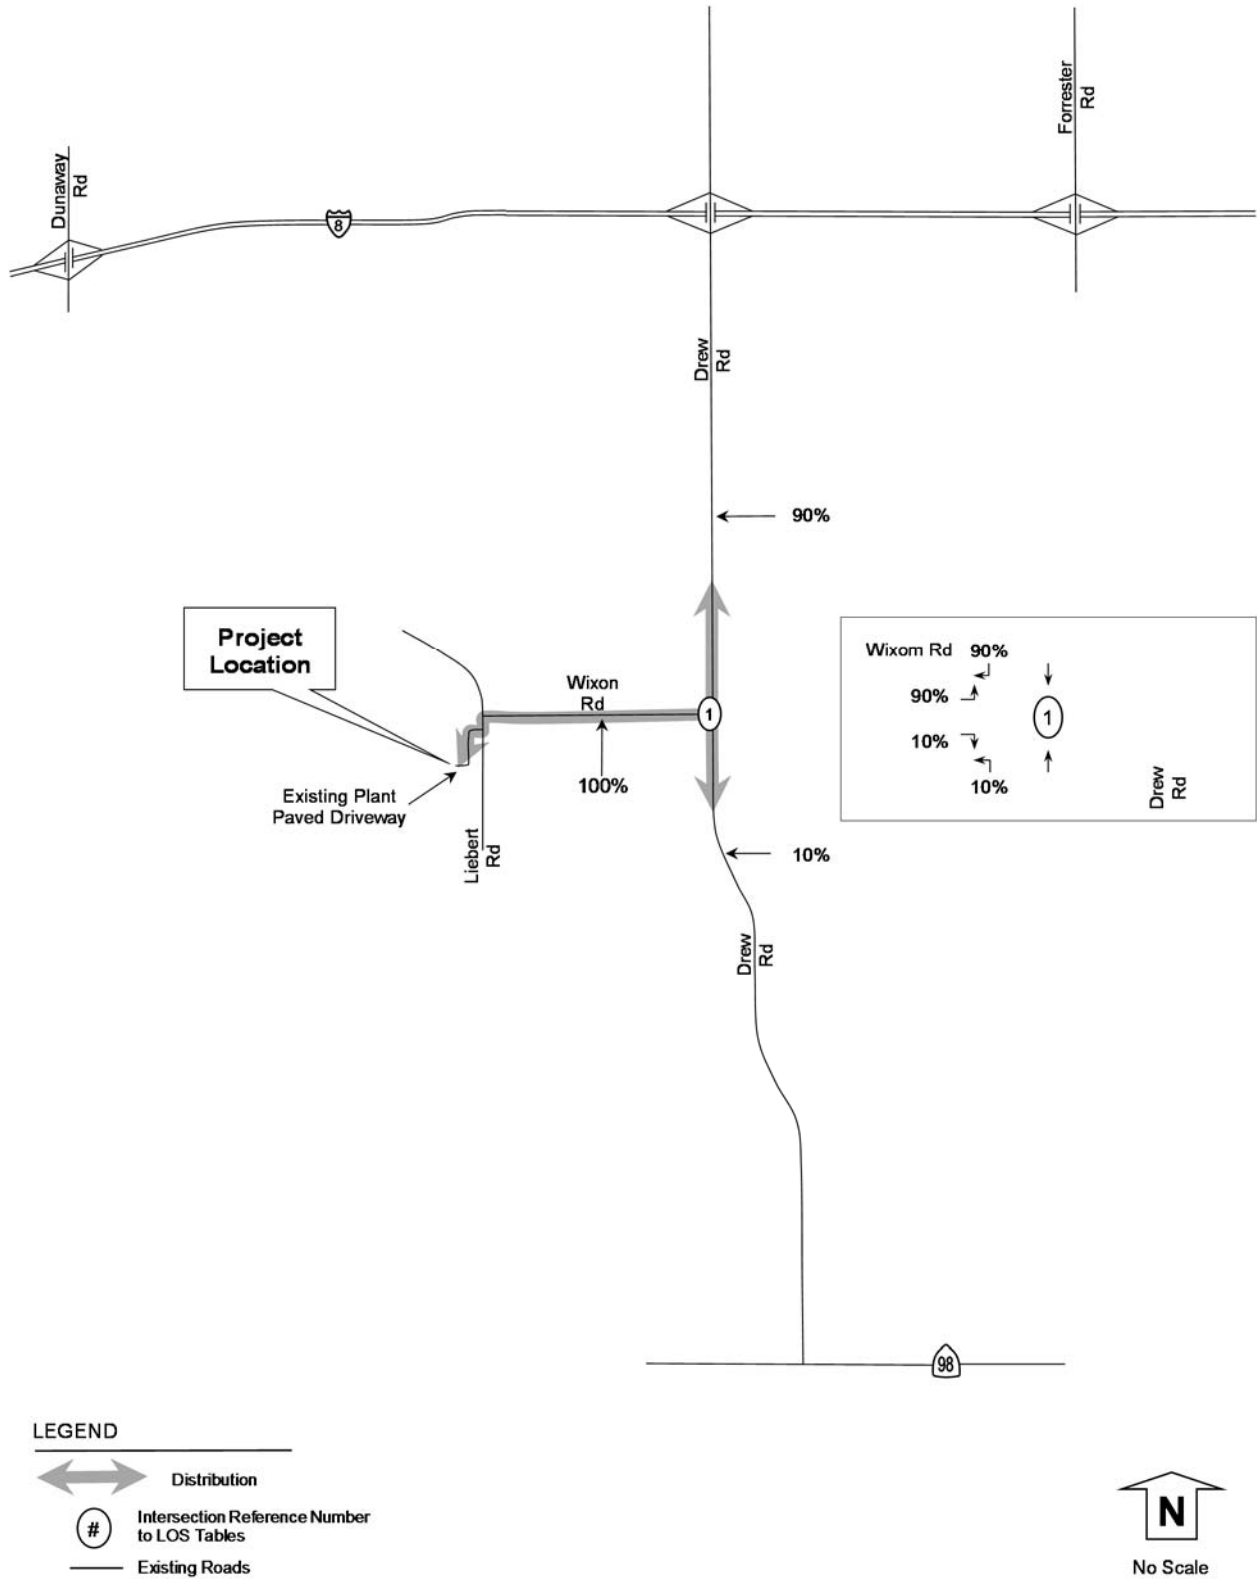 Dunaway
Rd
8
Forrester
Rd
Drew
Rd
90%
Project
Location
Wixon
Rd
1
100%
Existing Plant
Paved Driveway
Liebert
Rd
10%
Drew
Rd
Wixom Rd
90%
90%
10%
10%
1
Drew
Rd
98
LEGEND
Distribution
#
Intersection Reference Number
to LOS Tables
Existing Roads
N
No Scale